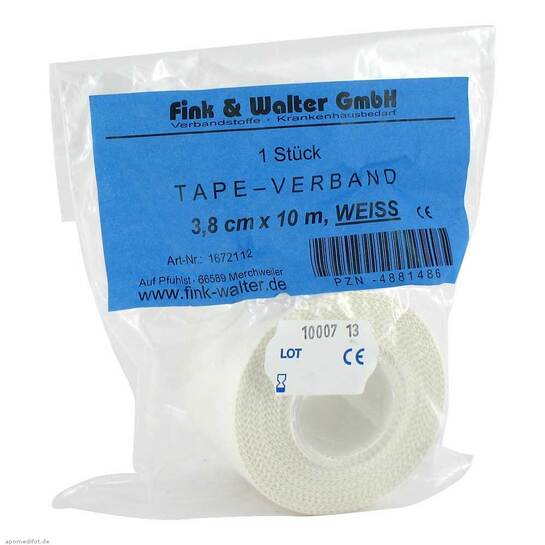 Fink & Walter GmbH
Verbandstoffe · Krankenhausbedarf
1 Stück
TAPE-VERBAND
3,8 cm x 10 m, WEISS CE
Art-Nr.: 1672112
Auf Pfühlst · 66589 Merchweiler
www.fink-walter.de
PZN -4881486
10007 13
LOT CE
apomedifot.de